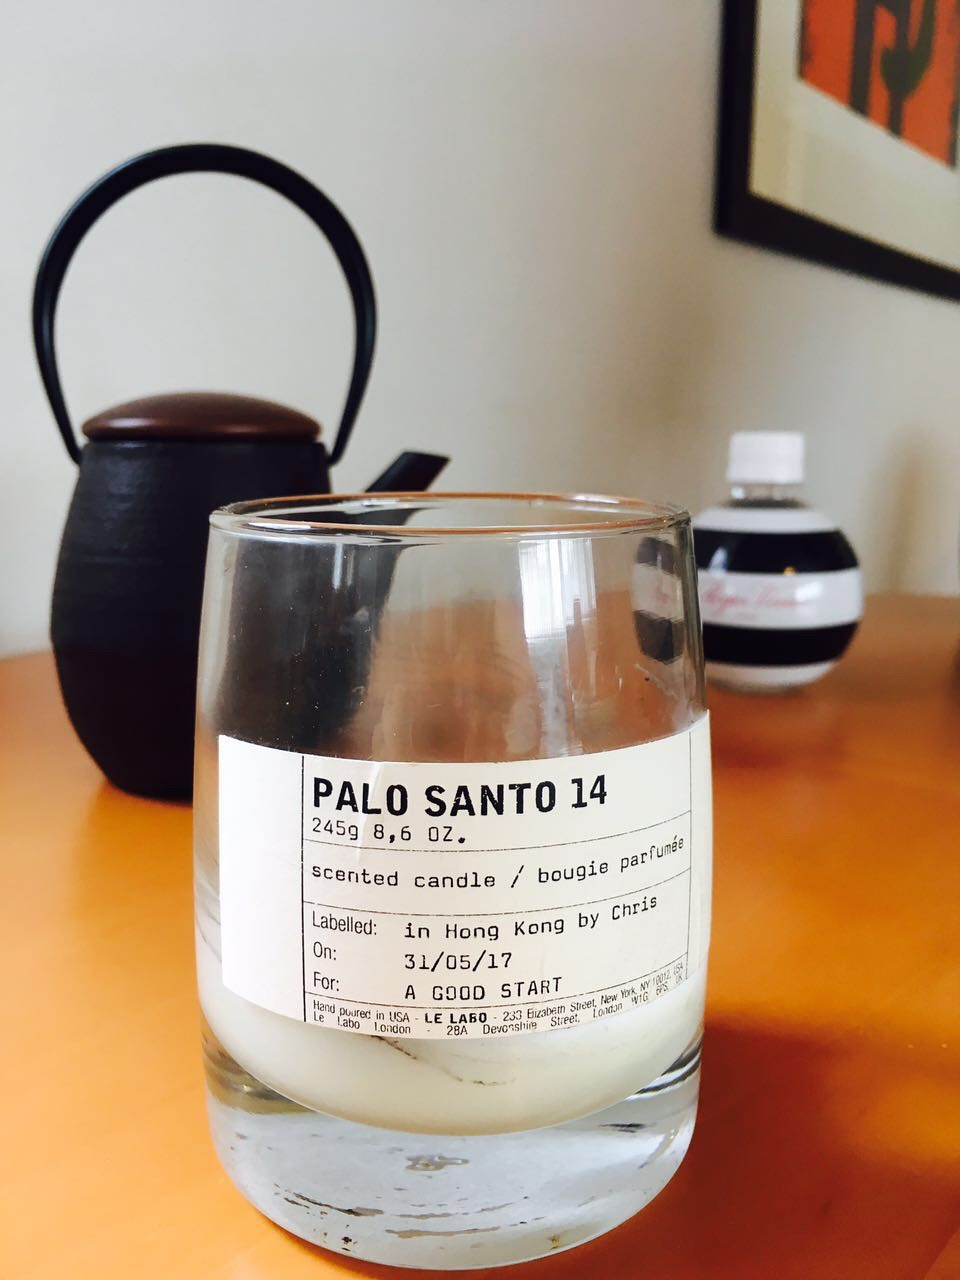 PALO SANTO 14
245g 8,6 OZ.
scented candle / bougie parfumée
Labelled: in Hong Kong by Chris
On: 31/05/17
For: A GOOD START
Hand poured in USA - LE LABO - 233 Elizabeth Street, New York, NY 10012, USA
Le Labo London - 28A Devonshire Street, London W1G 6PS, UK